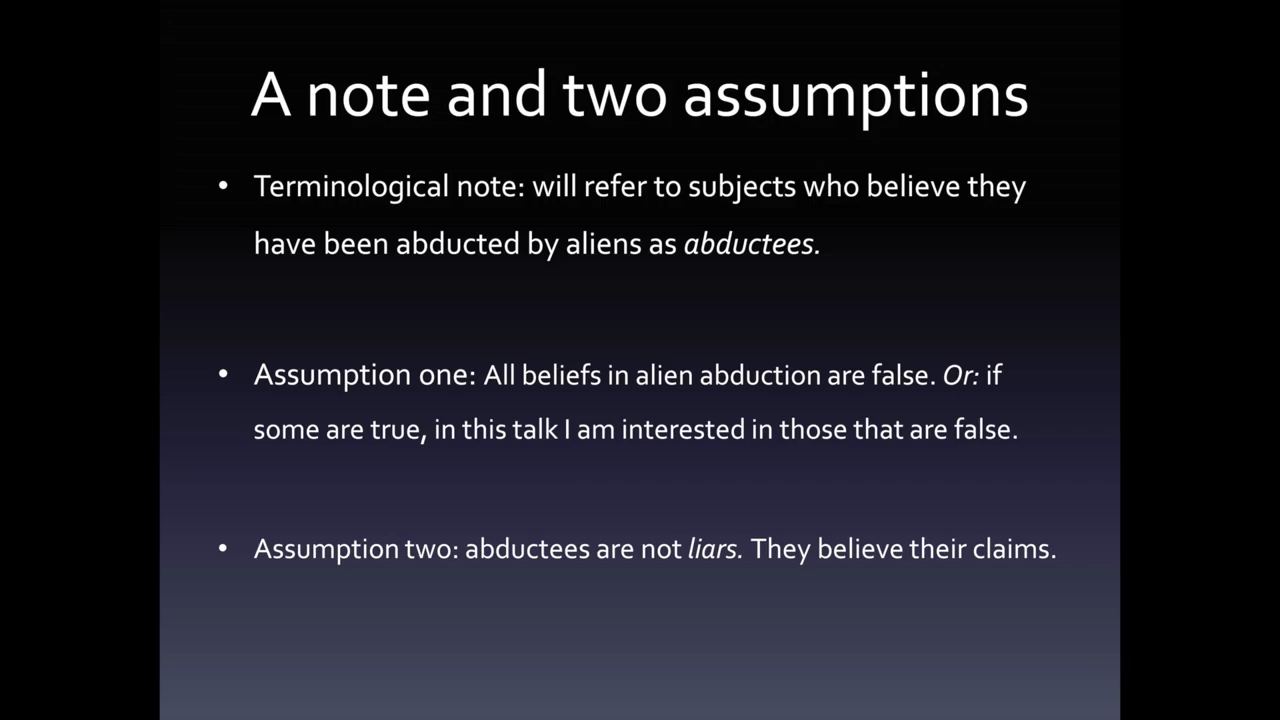 A note and two assumptions
• Terminological note: will refer to subjects who believe they
have been abducted by aliens as abductees.
• Assumption one: All beliefs in alien abduction are false. Or: if
some are true, in this talk I am interested in those that are false.
• Assumption two: abductees are not liars. They believe their claims.